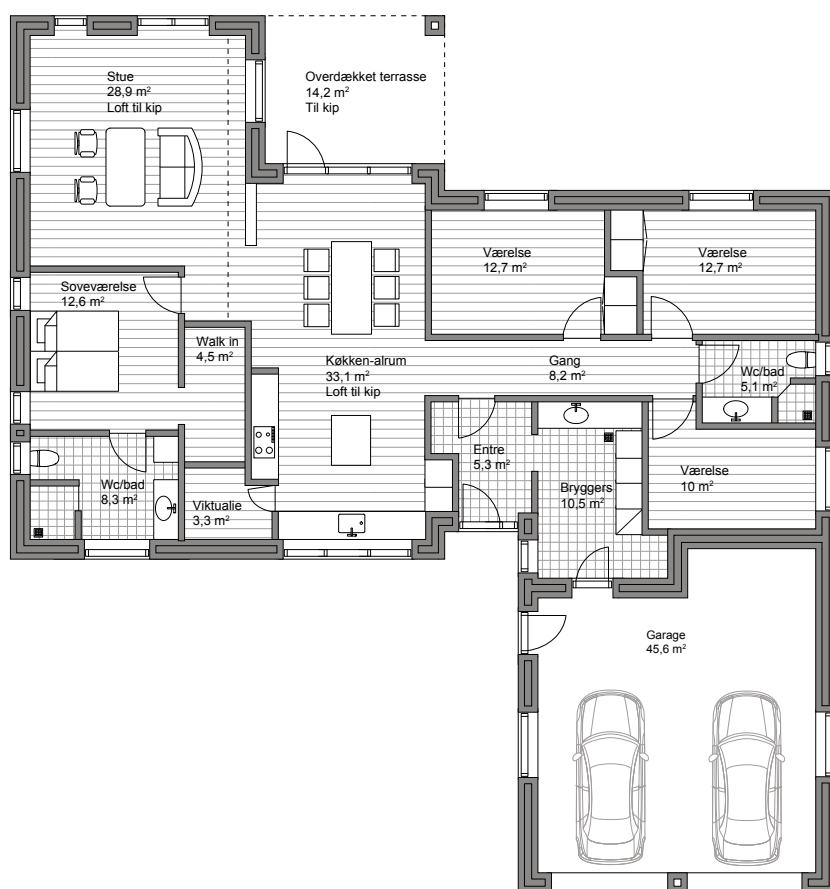 Stue
28,9 m²
Loft til kip
Overdækket terrasse
14,2 m²
Til kip
Værelse
12,7 m²
Værelse
12,7 m²
Soveværelse
12,6 m²
Walk in
4,5 m²
Køkken-alrum
33,1 m²
Loft til kip
Gang
8,2 m²
Wc/bad
5,1 m²
Entre
5,3 m²
Værelse
10 m²
Wc/bad
8,3 m²
Bryggers
10,5 m²
Viktualie
3,3 m²
Garage
45,6 m²